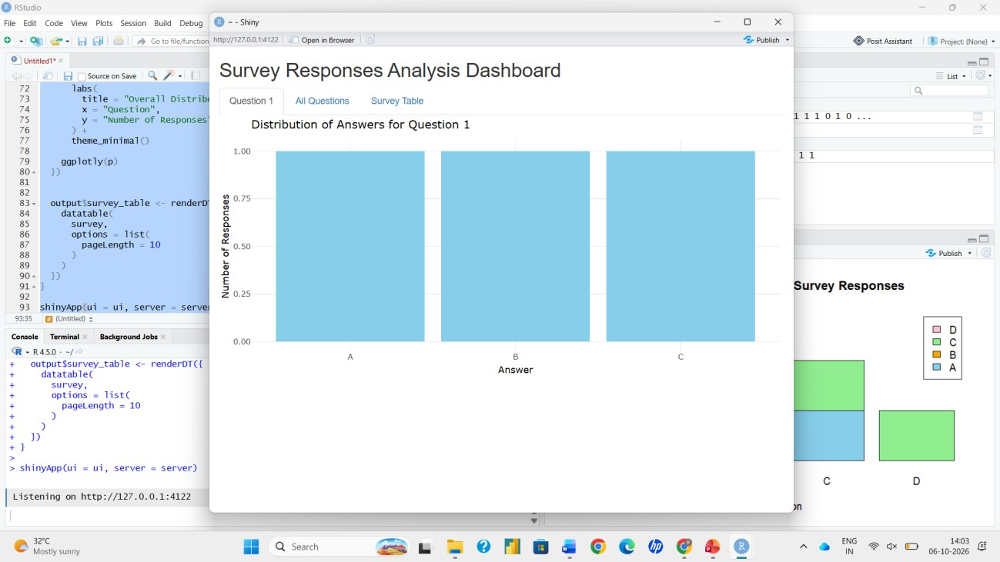 RStudio
File Edit Code View Plots Session Build Debug
Go to file/function
Posit Assistant
Project: (None)
Untitled1*
Source on Save
72 labs(
73 title = "Overall Distrib
74 x = "Question",
75 y = "Number of Responses"
76 ) +
77 theme_minimal()
78
79 ggplotly(p)
80 })
81
82
83 output$survey_table <- renderDT
84 datatable(
85 survey,
86 options = list(
87 pageLength = 10
88 )
89 )
90 })
91 }
92
93 shinyApp(ui = ui, server = serve
93:35 (Untitled)
Console Terminal Background Jobs
R 4.5.0 · ~/
+ output$survey_table <- renderDT({
+ datatable(
+ survey,
+ options = list(
+ pageLength = 10
+ )
+ )
+ })
+ }
>
> shinyApp(ui = ui, server = server)
Listening on http://127.0.0.1:4122
~ - Shiny
http://127.0.0.1:4122 Open in Browser Publish
Survey Responses Analysis Dashboard
Question 1 All Questions Survey Table
Distribution of Answers for Question 1
1.00
0.75
0.50
0.25
0.00
Number of Responses
A B C
Answer
List
1 1 1 0 1 0 ...
1 1
Publish
Survey Responses
D
C
B
A
C D
on
32°C
Mostly sunny
Search
ENG
IN
14:03
06-10-2026